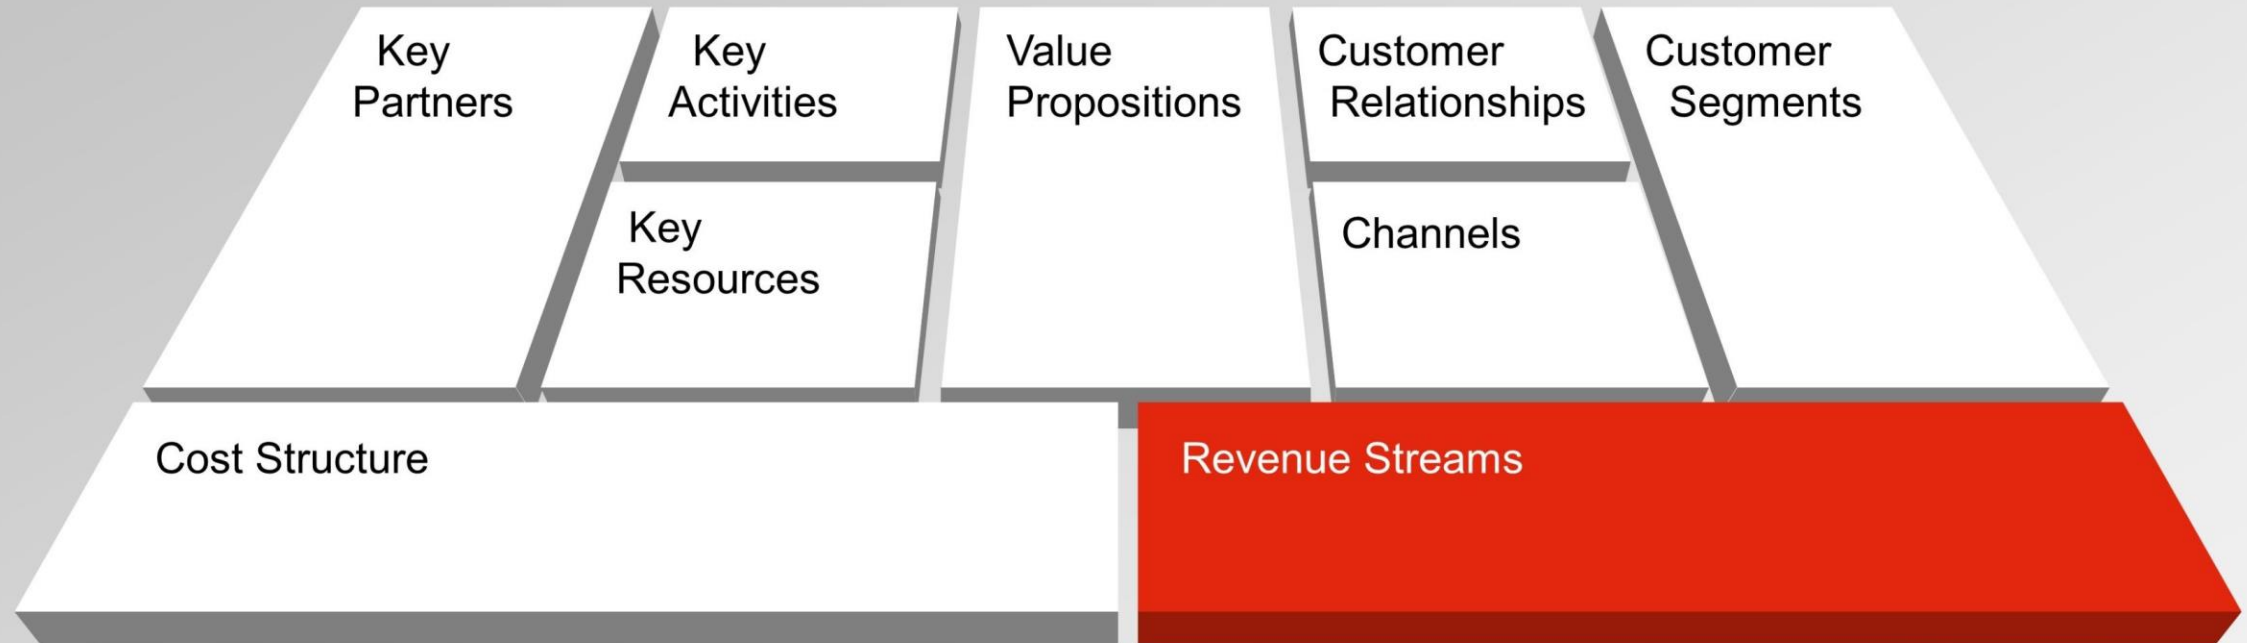 Key
Partners
Key
Activities
Key
Resources
Value
Propositions
Customer
Relationships
Channels
Customer
Segments
Cost Structure
Revenue Streams